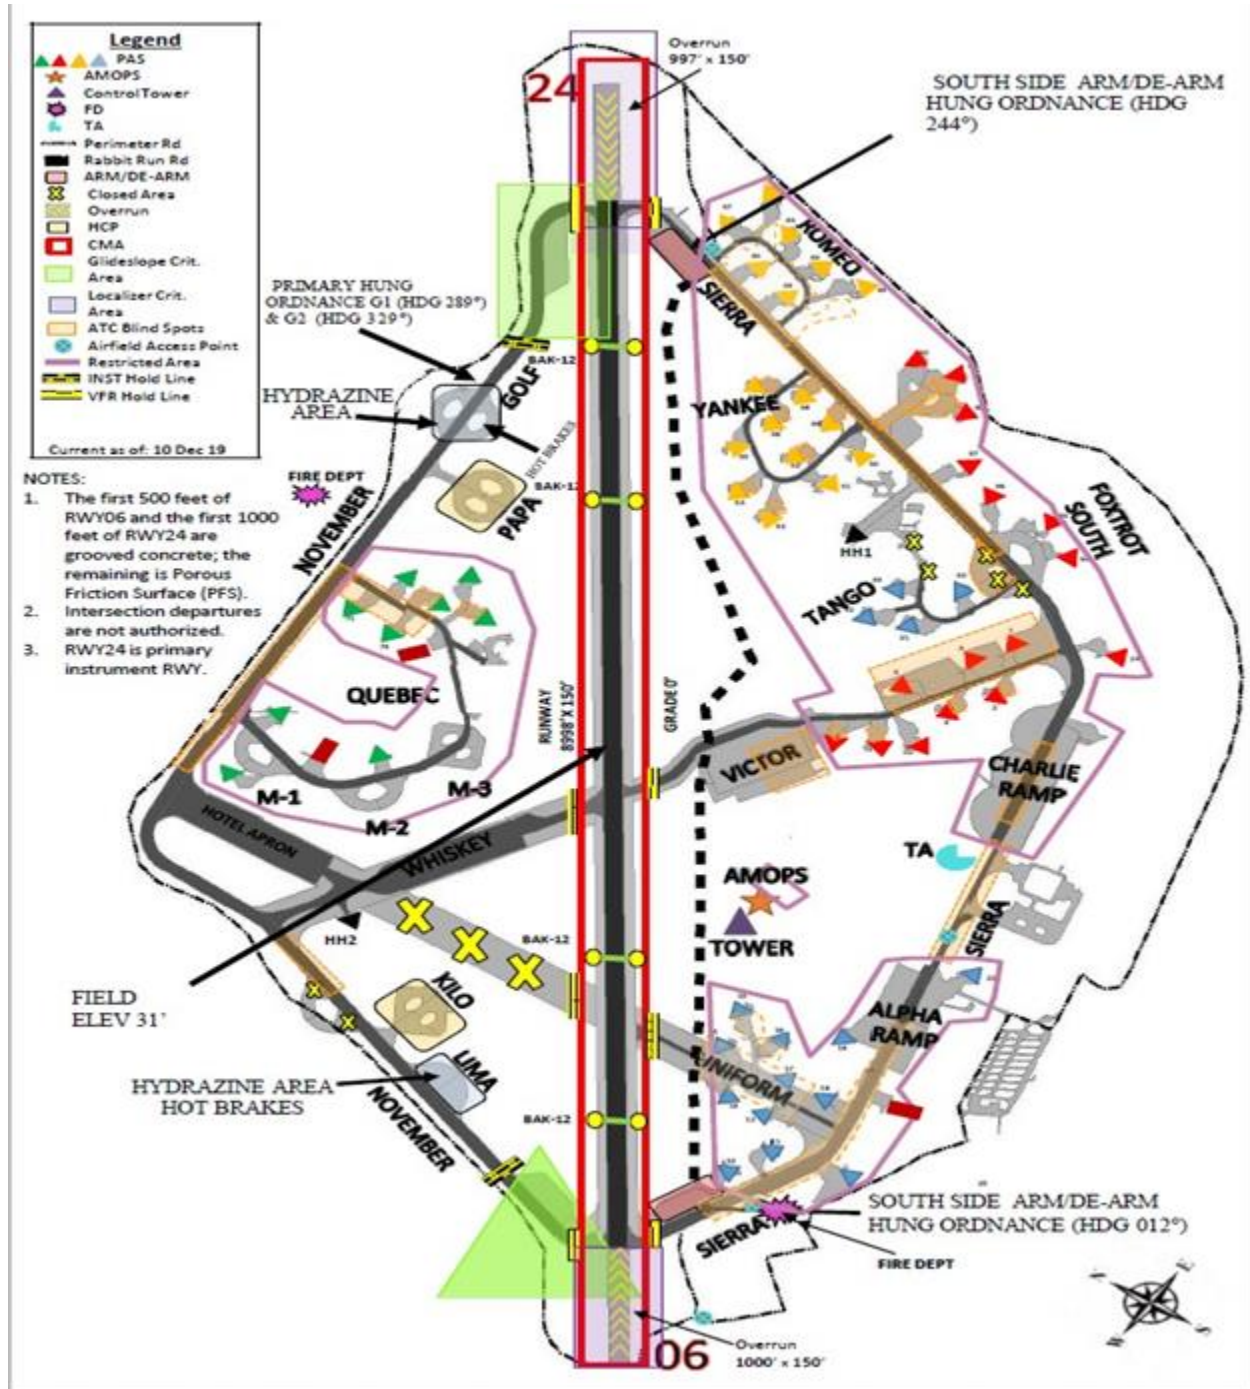 Legend
PAS
AMOPS
Control Tower
FD
TA
Perimeter Rd
Rabbit Run Rd
ARM/DE-ARM
Closed Area
Overrun
HCP
CMA
Glideslope Crit.
Area
Localizer Crit.
Area
ATC Blind Spots
Airfield Access Point
Restricted Area
INST Hold Line
VFR Hold Line
Current as of: 10 Dec 19
NOTES:
1. The first 500 feet of
RWY06 and the first 1000
feet of RWY24 are
grooved concrete; the
remaining is Porous
Friction Surface (PFS).
2. Intersection departures
are not authorized.
3. RWY24 is primary
instrument RWY.
24
Overrun
997' x 150'
SOUTH SIDE ARM/DE-ARM
HUNG ORDNANCE (HDG
244°)
ROMEO
SIERRA
PRIMARY HUNG
ORDNANCE G1 (HDG 289°)
& G2 (HDG 329°)
BAK-12
GOLF
HYDRAZINE
AREA
HOT BRAKES
YANKEE
FIRE DEPT
BAK-12
PAPA
NOVEMBER
HH1
FOXTROT
SOUTH
TANGO
QUEBEC
RUNWAY
8998'X 150'
GRADE 0°
VICTOR
CHARLIE
RAMP
M-1
M-3
M-2
HOTEL APRON
WHISKEY
TA
AMOPS
TOWER
HH2
BAK-12
SIERRA
FIELD
ELEV 31'
KILO
ALPHA
RAMP
LIMA
UNIFORM
HYDRAZINE AREA
HOT BRAKES
NOVEMBER
BAK-12
SOUTH SIDE ARM/DE-ARM
HUNG ORDNANCE (HDG 012°)
SIERRA
FIRE DEPT
06
Overrun
1000' x 150'
E
S
W